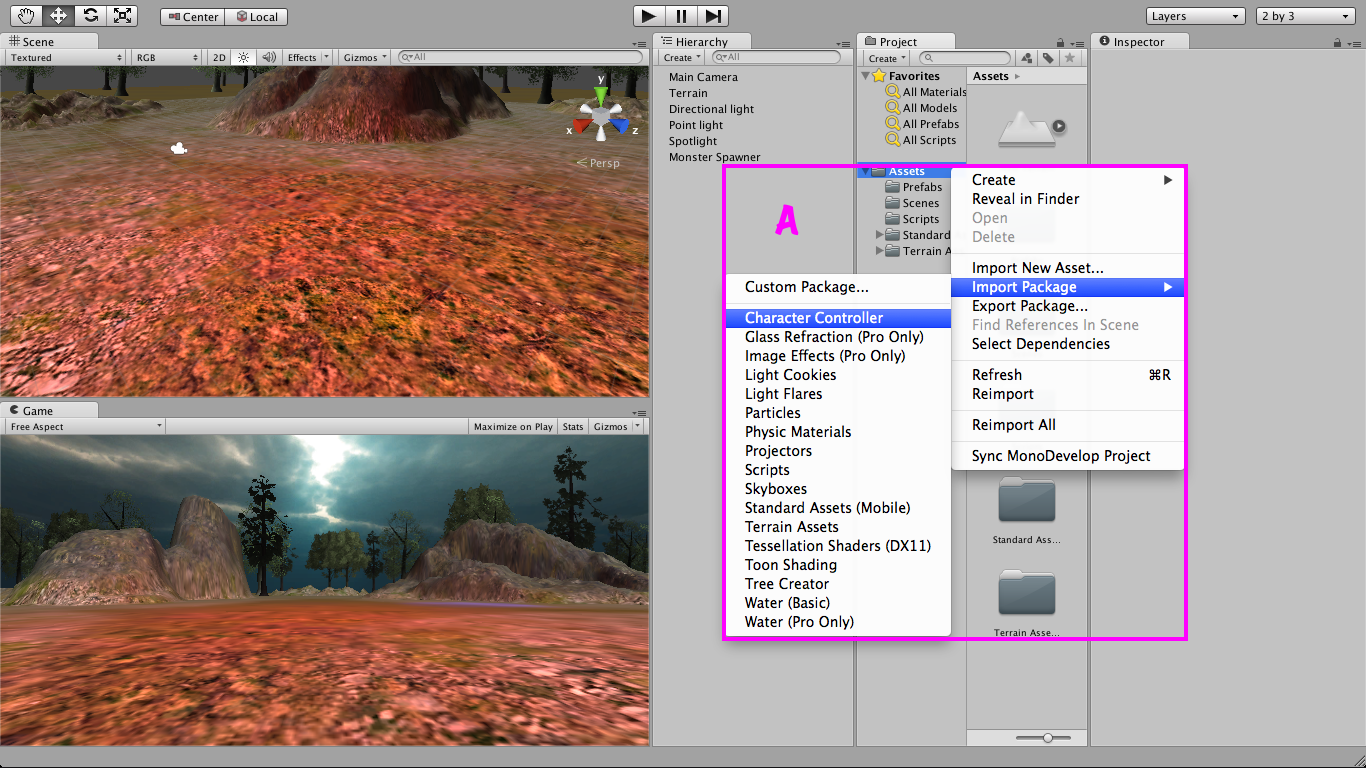 Center Local
Layers
2 by 3
Scene
Textured RGB 2D Effects Gizmos All
y
x z
Persp
Game
Free Aspect Maximize on Play Stats Gizmos
Hierarchy
Create All
Main Camera
Terrain
Directional light
Point light
Spotlight
Monster Spawner
A
Project
Create
Favorites
All Materials
All Models
All Prefabs
All Scripts
Assets
Prefabs
Scenes
Scripts
Standard
Terrain A
Assets
Standard Ass...
Terrain Asse...
Inspector
Create
Reveal in Finder
Open
Delete
Import New Asset...
Import Package
Export Package...
Find References In Scene
Select Dependencies
Refresh ⌘R
Reimport
Reimport All
Sync MonoDevelop Project
Custom Package...
Character Controller
Glass Refraction (Pro Only)
Image Effects (Pro Only)
Light Cookies
Light Flares
Particles
Physic Materials
Projectors
Scripts
Skyboxes
Standard Assets (Mobile)
Terrain Assets
Tessellation Shaders (DX11)
Toon Shading
Tree Creator
Water (Basic)
Water (Pro Only)